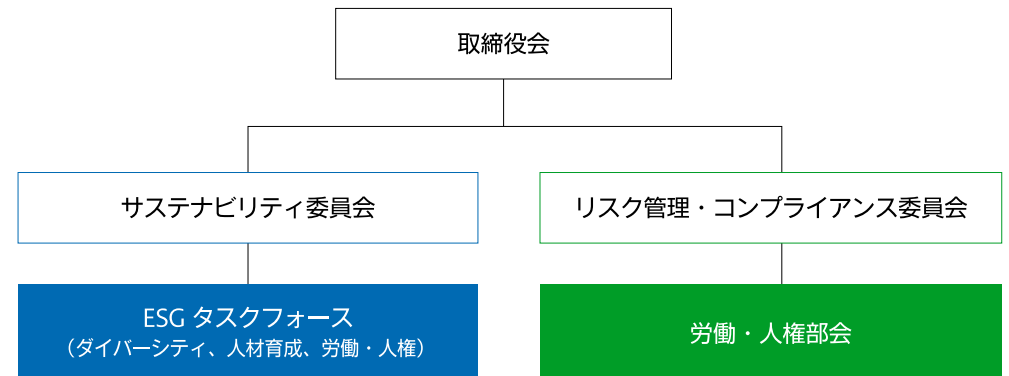 取締役会
サステナビリティ委員会
リスク管理・コンプライアンス委員会
ESG タスクフォース
（ダイバーシティ、人材育成、労働・人権）
労働・人権部会